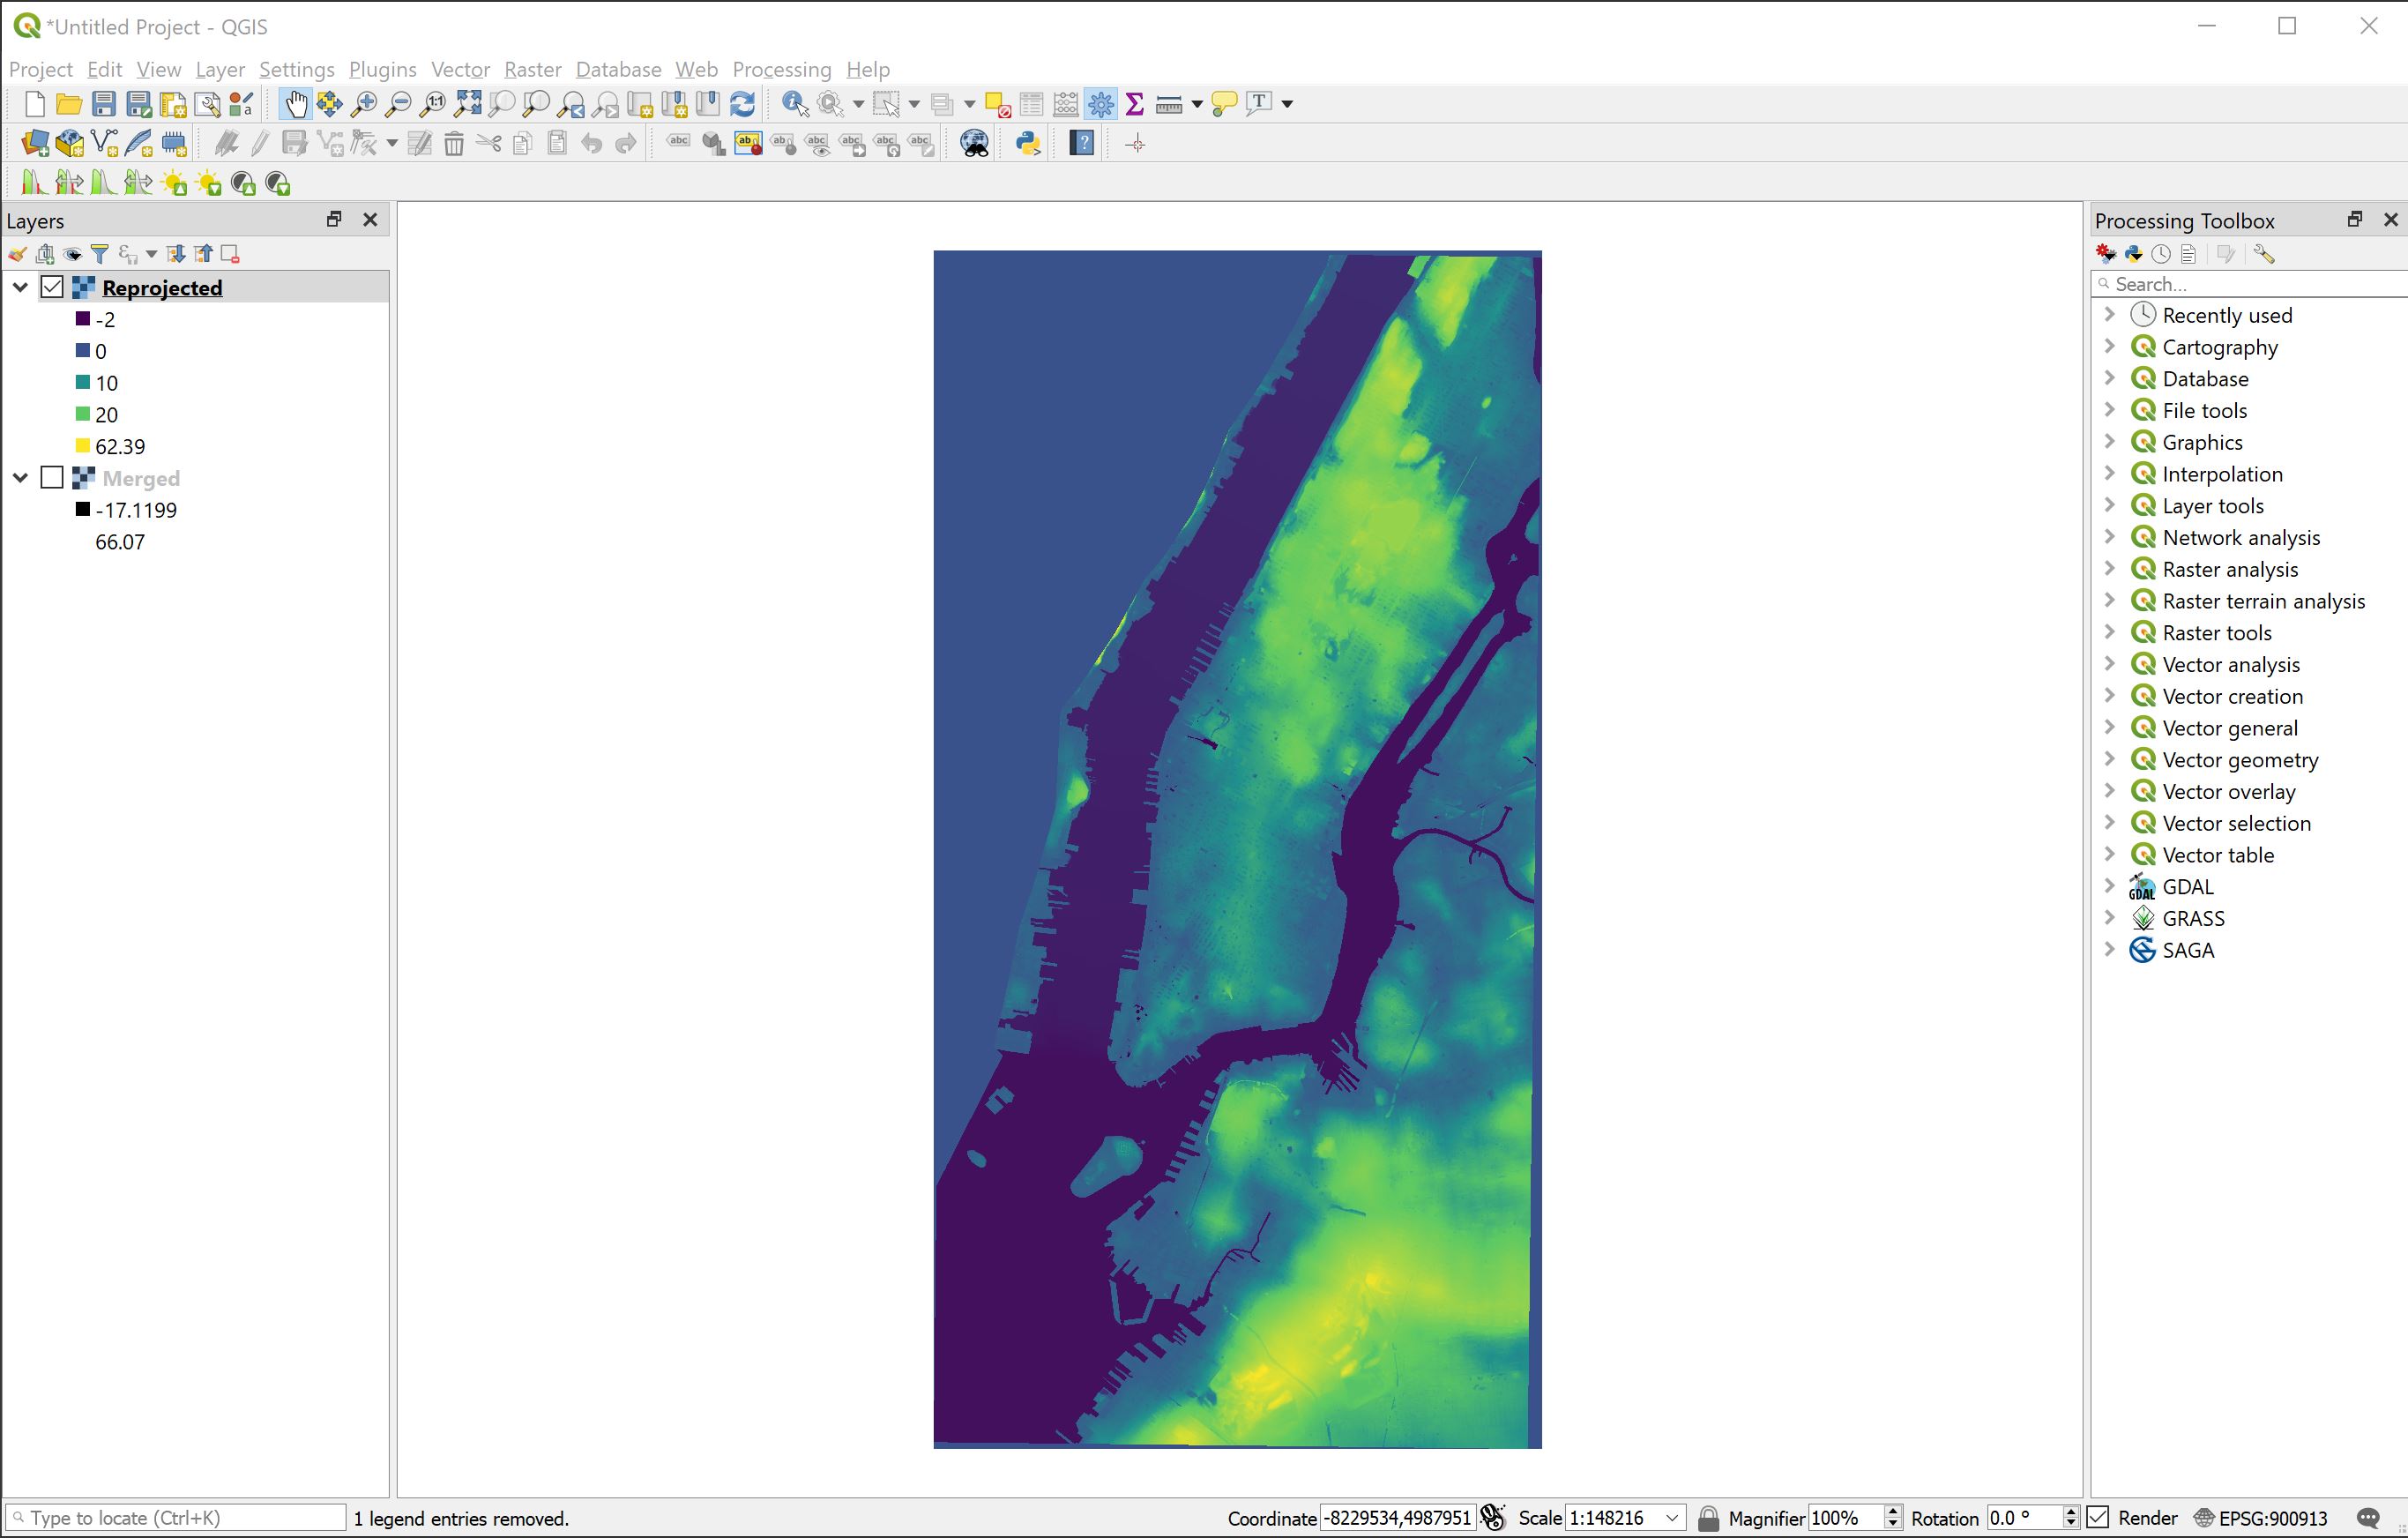 *Untitled Project - QGIS
Project Edit View Layer Settings Plugins Vector Raster Database Web Processing Help
Layers
Reprojected
-2
0
10
20
62.39
Merged
-17.1199
66.07
Processing Toolbox
Search...
Recently used
Cartography
Database
File tools
Graphics
Interpolation
Layer tools
Network analysis
Raster analysis
Raster terrain analysis
Raster tools
Vector analysis
Vector creation
Vector general
Vector geometry
Vector overlay
Vector selection
Vector table
GDAL
GRASS
SAGA
Type to locate (Ctrl+K) 1 legend entries removed. Coordinate -8229534,4987951 Scale 1:148216 Magnifier 100% Rotation 0.0 ° Render EPSG:900913